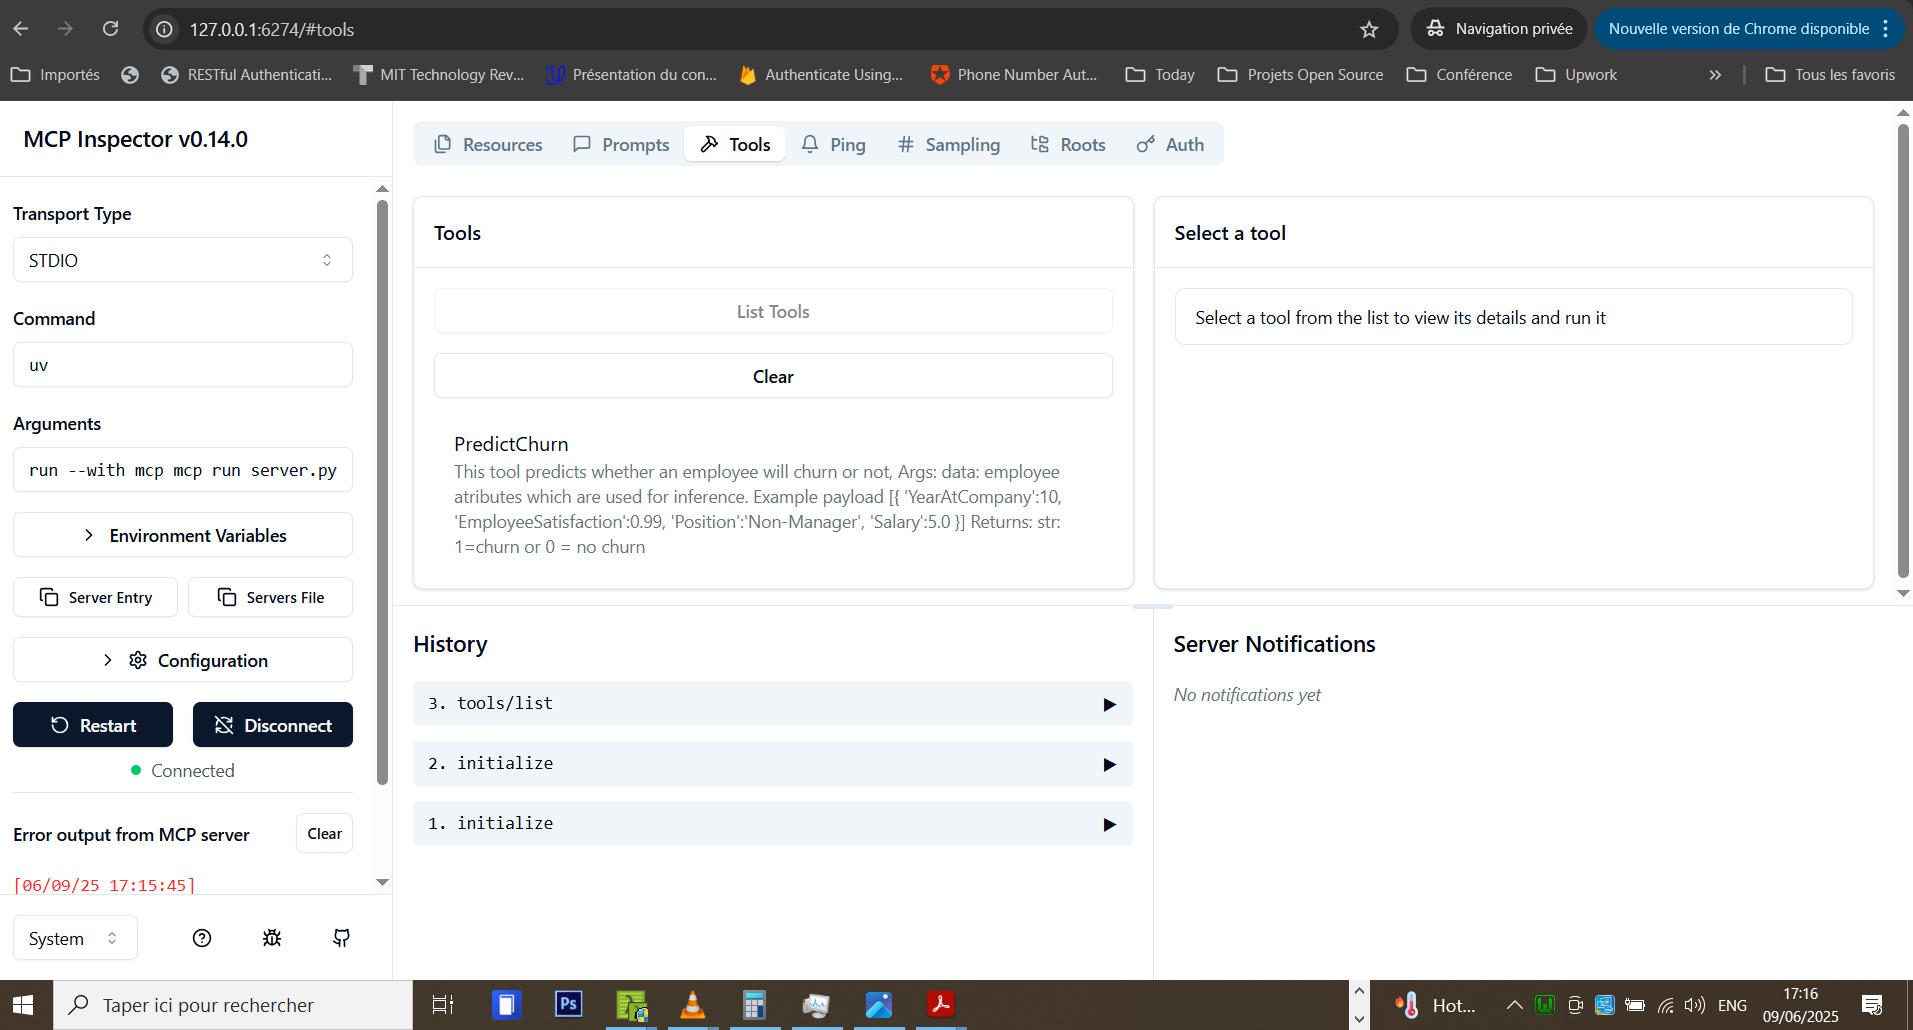 127.0.0.1:6274/#tools
Navigation privée
Nouvelle version de Chrome disponible
Importés
RESTful Authenticati...
MIT Technology Rev...
Présentation du con...
Authenticate Using...
Phone Number Aut...
Today
Projets Open Source
Conférence
Upwork
»
Tous les favoris
MCP Inspector v0.14.0
Transport Type
STDIO
Command
uv
Arguments
run --with mcp mcp run server.py
Environment Variables
Server Entry
Servers File
Configuration
Restart
Disconnect
Connected
Error output from MCP server
Clear
[06/09/25 17:15:45]
System
Resources
Prompts
Tools
Ping
Sampling
Roots
Auth
Tools
List Tools
Clear
PredictChurn
This tool predicts whether an employee will churn or not, Args: data: employee
atributes which are used for inference. Example payload [{ 'YearAtCompany':10,
'EmployeeSatisfaction':0.99, 'Position':'Non-Manager', 'Salary':5.0 }] Returns: str:
1=churn or 0 = no churn
Select a tool
Select a tool from the list to view its details and run it
History
3. tools/list
2. initialize
1. initialize
Server Notifications
No notifications yet
Taper ici pour rechercher
Ps
Hot...
ENG
17:16
09/06/2025